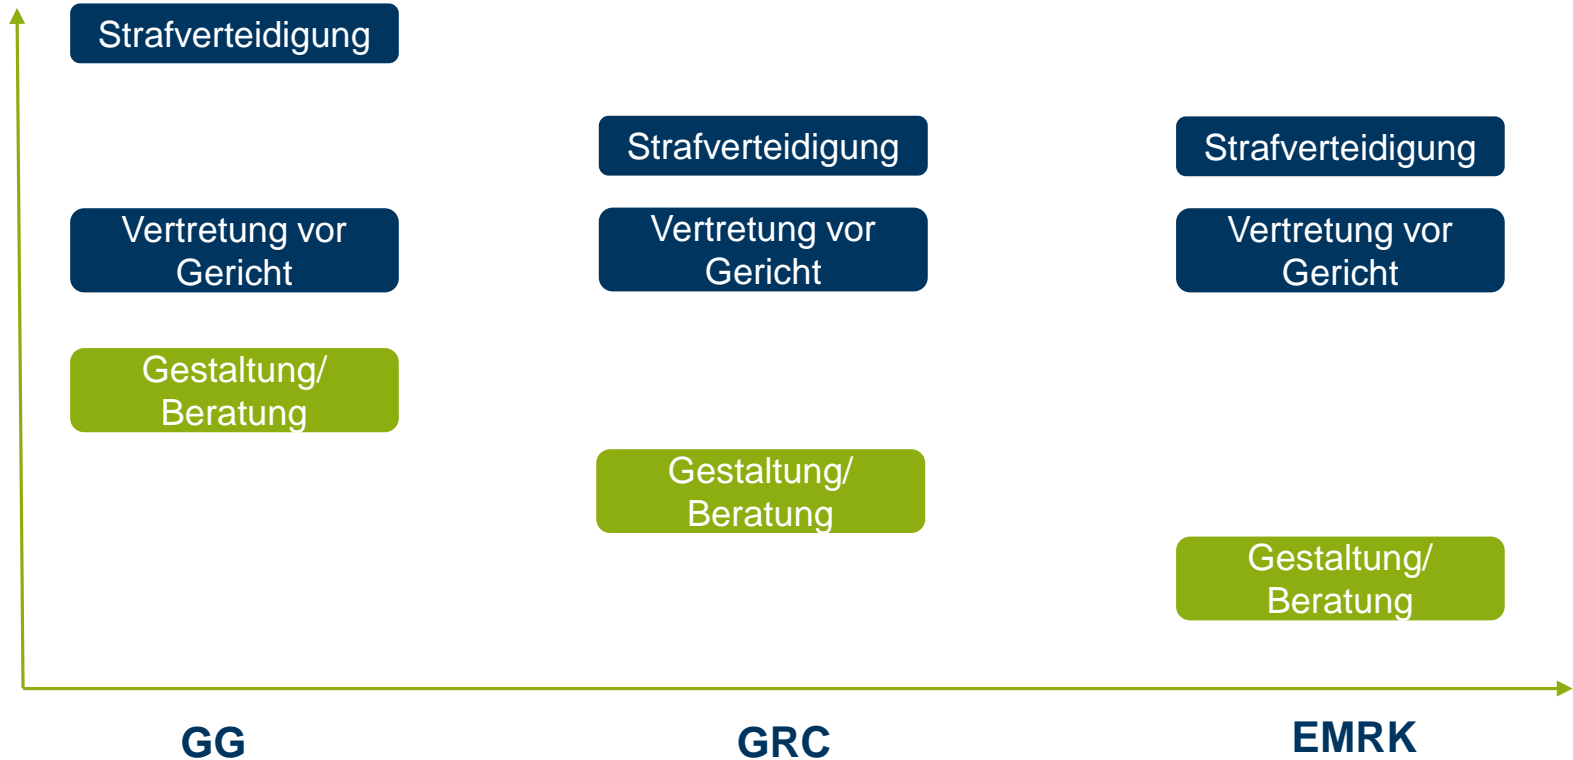 Strafverteidigung
Strafverteidigung
Strafverteidigung
Vertretung vor
Gericht
Vertretung vor
Gericht
Vertretung vor
Gericht
Gestaltung/
Beratung
Gestaltung/
Beratung
Gestaltung/
Beratung
GG
GRC
EMRK